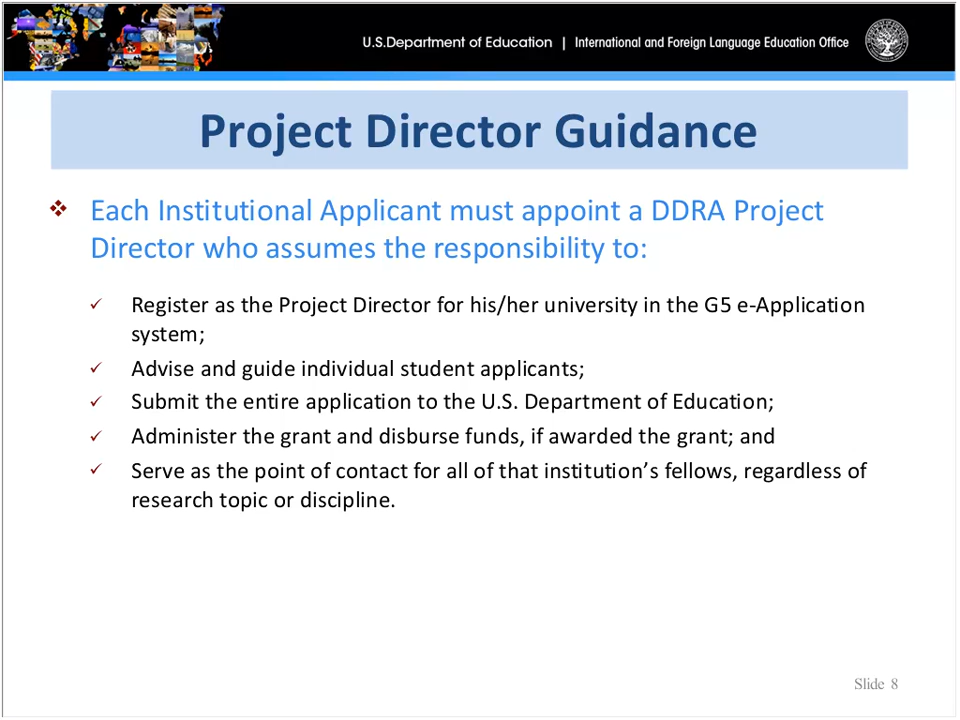 U.S.Department of Education | International and Foreign Language Education Office
Project Director Guidance
Each Institutional Applicant must appoint a DDRA Project
Director who assumes the responsibility to:
Register as the Project Director for his/her university in the G5 e-Application
system;
Advise and guide individual student applicants;
Submit the entire application to the U.S. Department of Education;
Administer the grant and disburse funds, if awarded the grant; and
Serve as the point of contact for all of that institution’s fellows, regardless of
research topic or discipline.
Slide 8